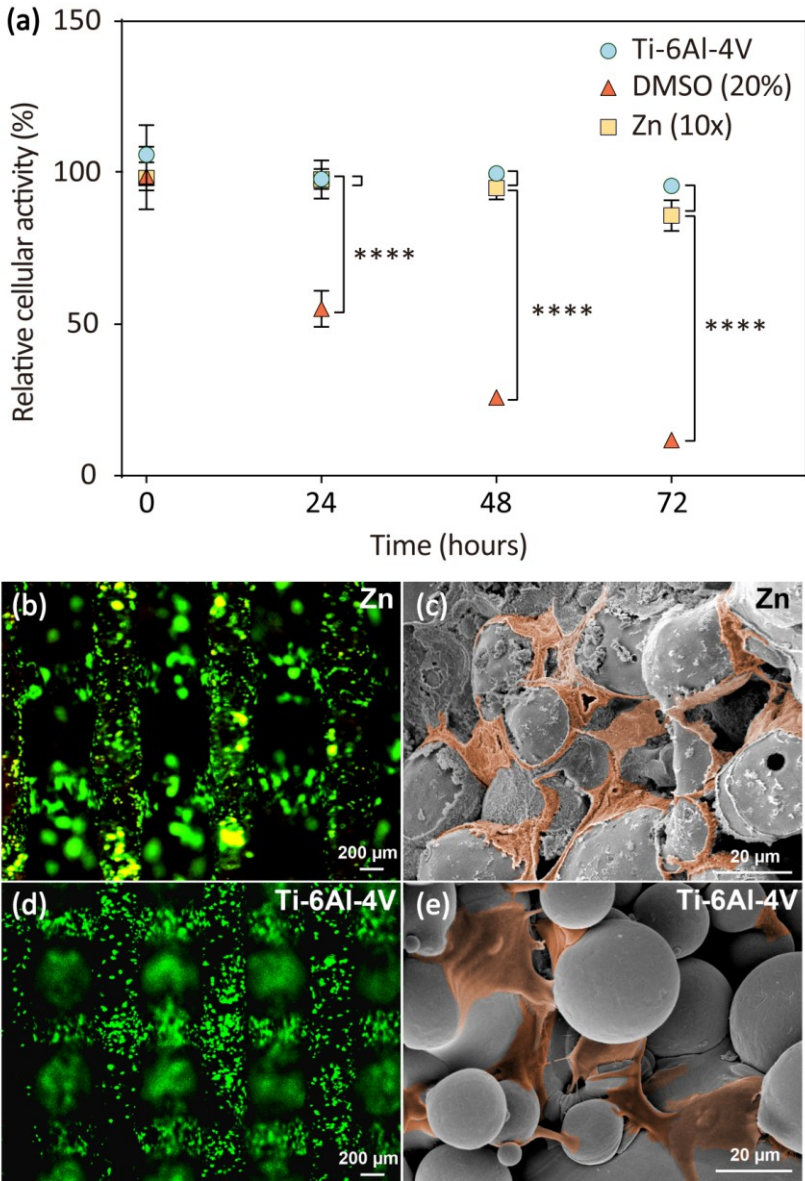 (a)
150
100
50
0
Relative cellular activity (%)
Ti-6Al-4V
DMSO (20%)
Zn (10x)
****
****
****
0 24 48 72
Time (hours)
(b) Zn
200 µm
(c) Zn
20 µm
(d) Ti-6Al-4V
200 µm
(e) Ti-6Al-4V
20 µm